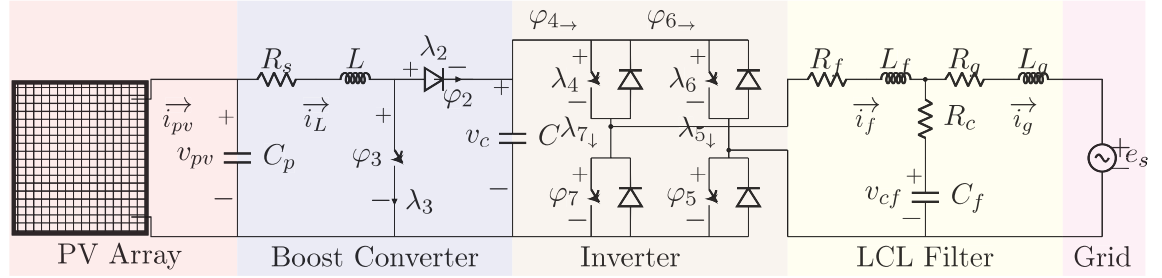 φ₄→ φ₆→
R_s L + λ₂ − R_f L_f R_g L_g
+ + λ₄ + λ₆
i_pv i_L φ₂ + − − i_f R_c i_g
+ + v_c C λ₇↓ λ₅↓
v_pv C_p φ₃ + + + e_s −
− − λ₃ − φ₇ φ₅ v_cf + C_f
− − −
PV Array Boost Converter Inverter LCL Filter Grid